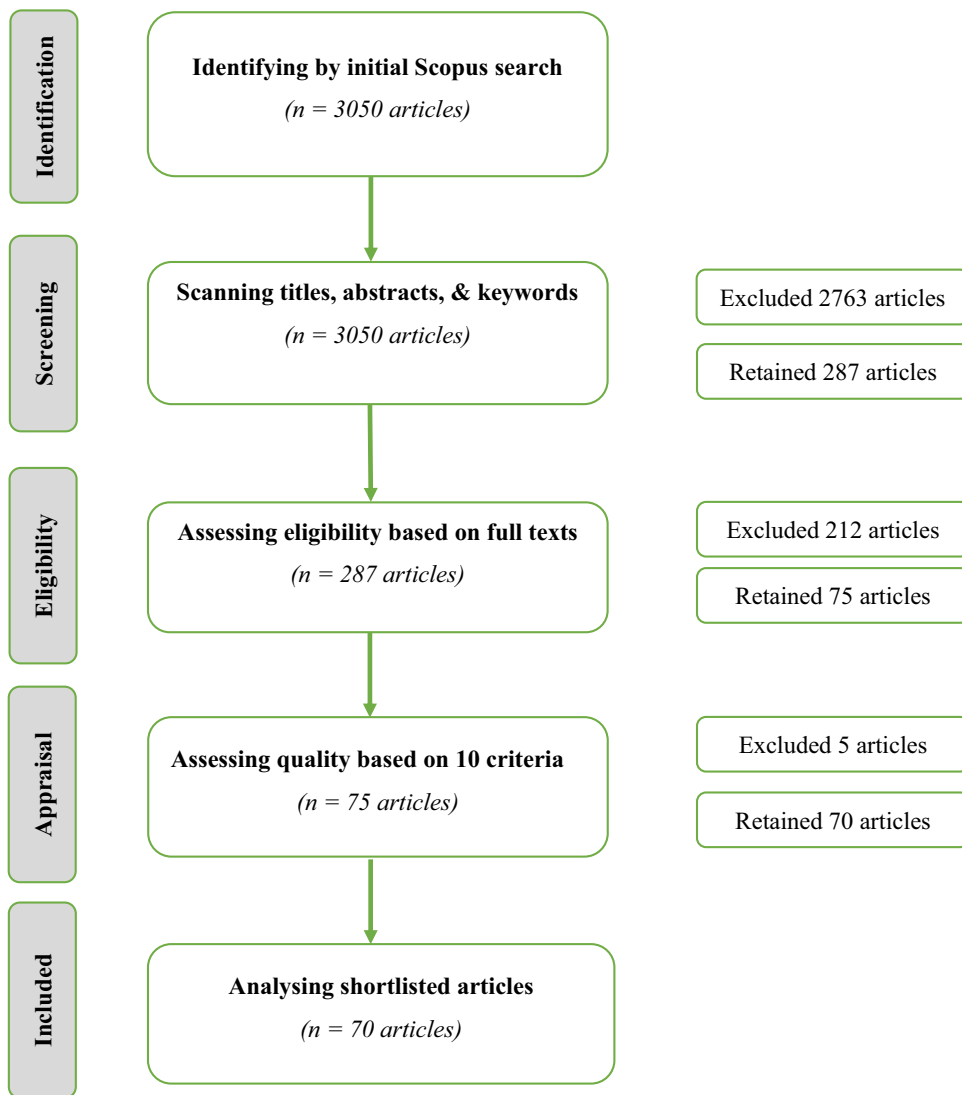 Identification
Identifying by initial Scopus search
(n = 3050 articles)
Screening
Scanning titles, abstracts, & keywords
(n = 3050 articles)
Excluded 2763 articles
Retained 287 articles
Eligibility
Assessing eligibility based on full texts
(n = 287 articles)
Excluded 212 articles
Retained 75 articles
Appraisal
Assessing quality based on 10 criteria
(n = 75 articles)
Excluded 5 articles
Retained 70 articles
Included
Analysing shortlisted articles
(n = 70 articles)